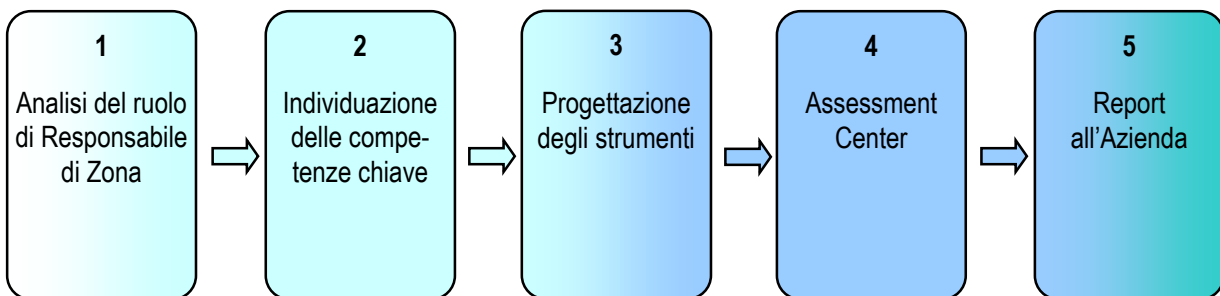 1
Analisi del ruolo
di Responsabile
di Zona
2
Individuazione
delle compe-
tenze chiave
3
Progettazione
degli strumenti
4
Assessment
Center
5
Report
all’Azienda